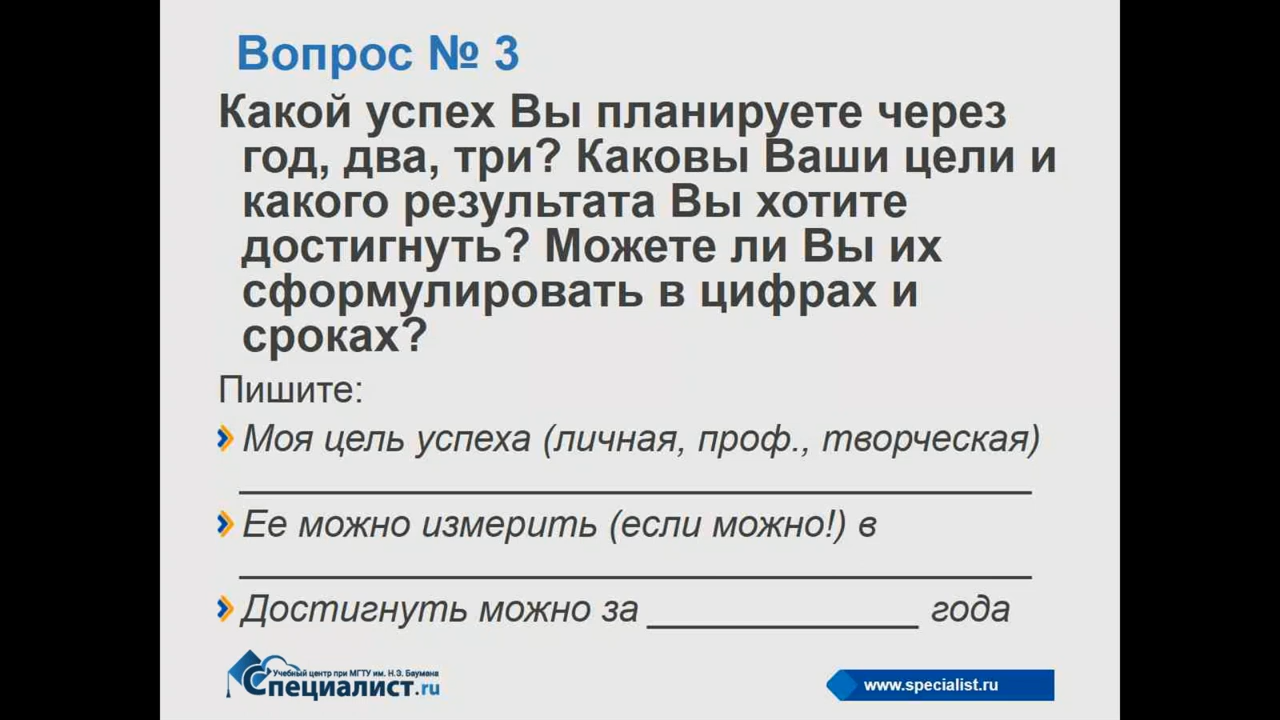 Вопрос № 3
Какой успех Вы планируете через
год, два, три? Каковы Ваши цели и
какого результата Вы хотите
достигнуть? Можете ли Вы их
сформулировать в цифрах и
сроках?
Пишите:
Моя цель успеха (личная, проф., творческая)
Ее можно измерить (если можно!) в
Достигнуть можно за ______________ года
Учебный центр при МГТУ им. Н.Э. Баумана
Специалист.ru
www.specialist.ru